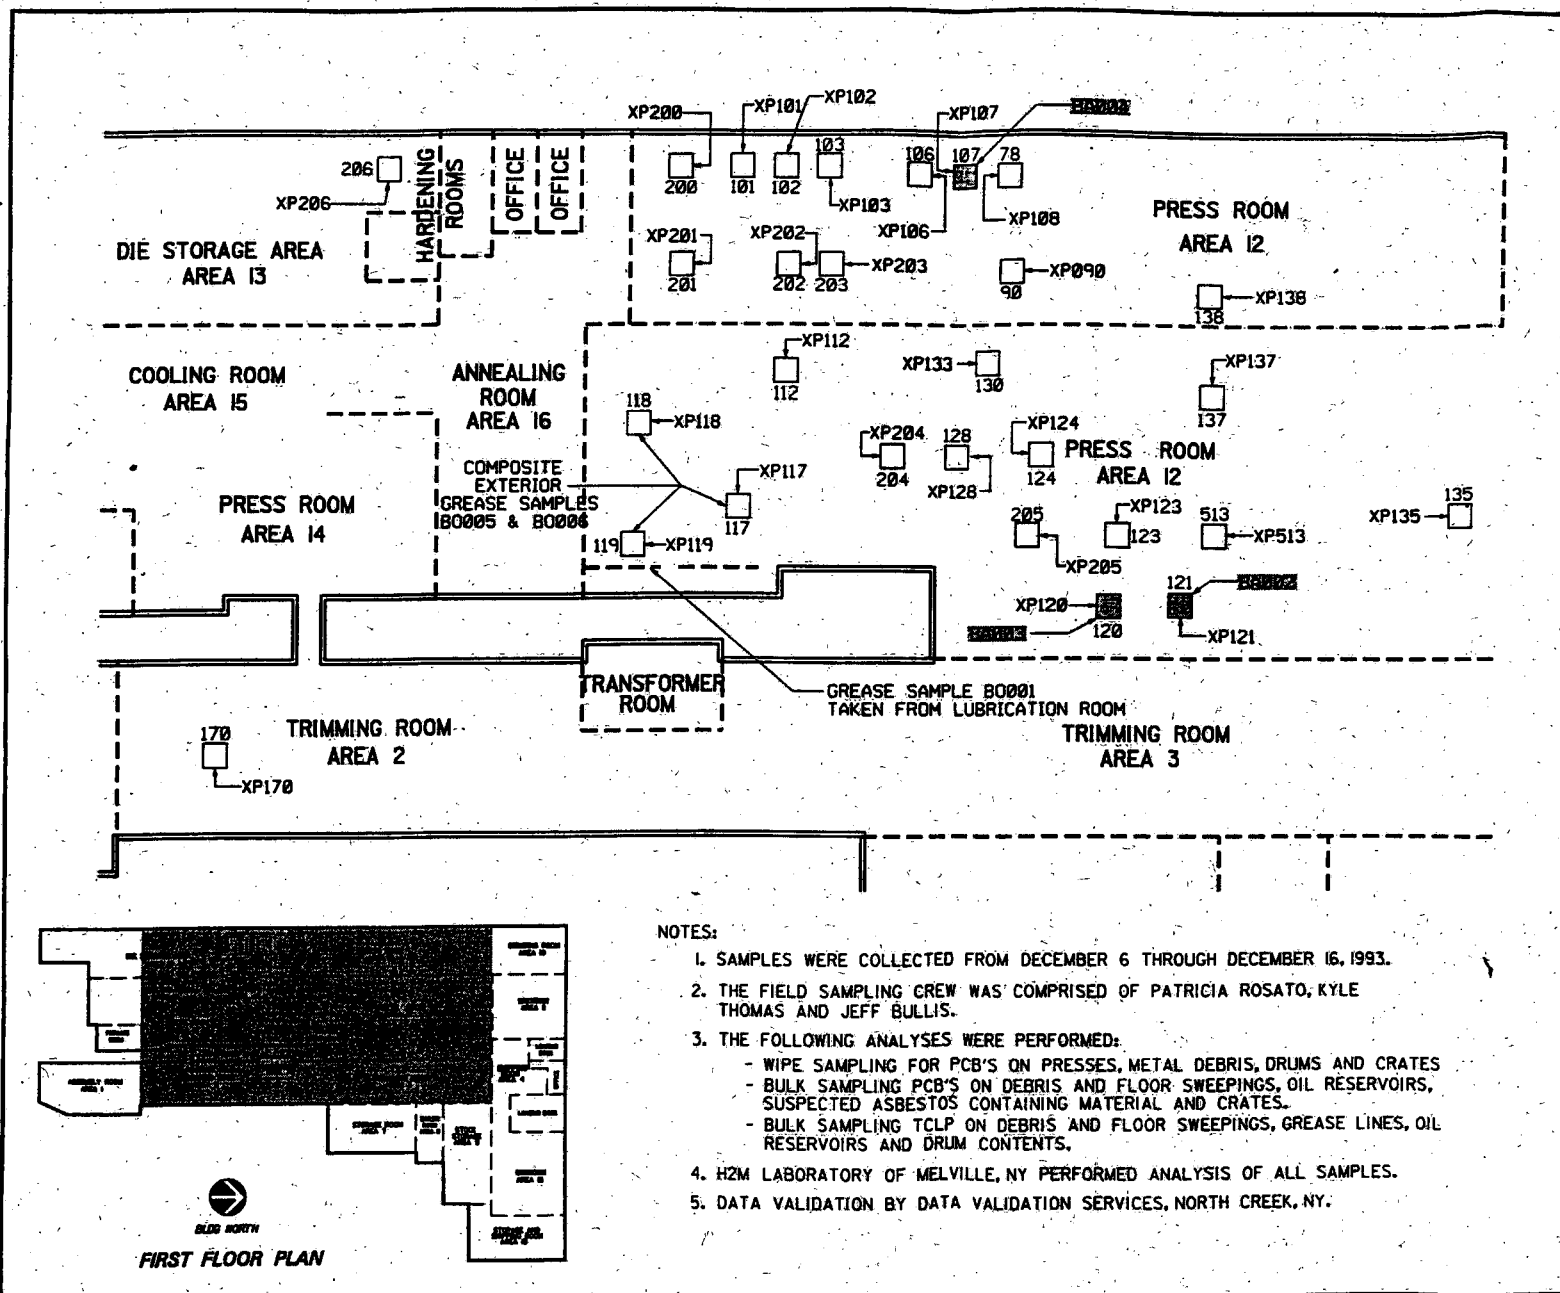 XP200
XP101
XP102
XP107
206
HARDENING
ROOMS
OFFICE
OFFICE
200
101
102
103
106
107
78
XP206
XP103
XP106
XP108
PRESS ROOM
AREA 12
DIE STORAGE AREA
AREA 13
XP201
201
XP202
202
203
XP203
90
XP090
138
XP138
COOLING ROOM
AREA 15
ANNEALING
ROOM
AREA 16
XP112
112
XP133
130
XP137
137
118
XP118
XP204
204
128
XP128
XP124
124
PRESS ROOM
AREA 12
COMPOSITE
EXTERIOR
GREASE SAMPLES
BO005 & BO006
XP117
117
PRESS ROOM
AREA 14
119
XP119
205
XP205
XP123
123
513
XP513
135
XP135
XP120
120
121
XP121
TRANSFORMER
ROOM
GREASE SAMPLE BO001
TAKEN FROM LUBRICATION ROOM
170
XP170
TRIMMING ROOM
AREA 2
TRIMMING ROOM
AREA 3
NOTES:
1. SAMPLES WERE COLLECTED FROM DECEMBER 6 THROUGH DECEMBER 16, 1993.
2. THE FIELD SAMPLING CREW WAS COMPRISED OF PATRICIA ROSATO, KYLE
THOMAS AND JEFF BULLIS.
3. THE FOLLOWING ANALYSES WERE PERFORMED:
- WIPE SAMPLING FOR PCB'S ON PRESSES, METAL DEBRIS, DRUMS AND CRATES
- BULK SAMPLING PCB'S ON DEBRIS AND FLOOR SWEEPINGS, OIL RESERVOIRS,
SUSPECTED ASBESTOS CONTAINING MATERIAL AND CRATES.
- BULK SAMPLING TCLP ON DEBRIS AND FLOOR SWEEPINGS, GREASE LINES, OIL
RESERVOIRS AND DRUM CONTENTS.
4. H2M LABORATORY OF MELVILLE, NY PERFORMED ANALYSIS OF ALL SAMPLES.
5. DATA VALIDATION BY DATA VALIDATION SERVICES, NORTH CREEK, NY.
BLDG NORTH
FIRST FLOOR PLAN